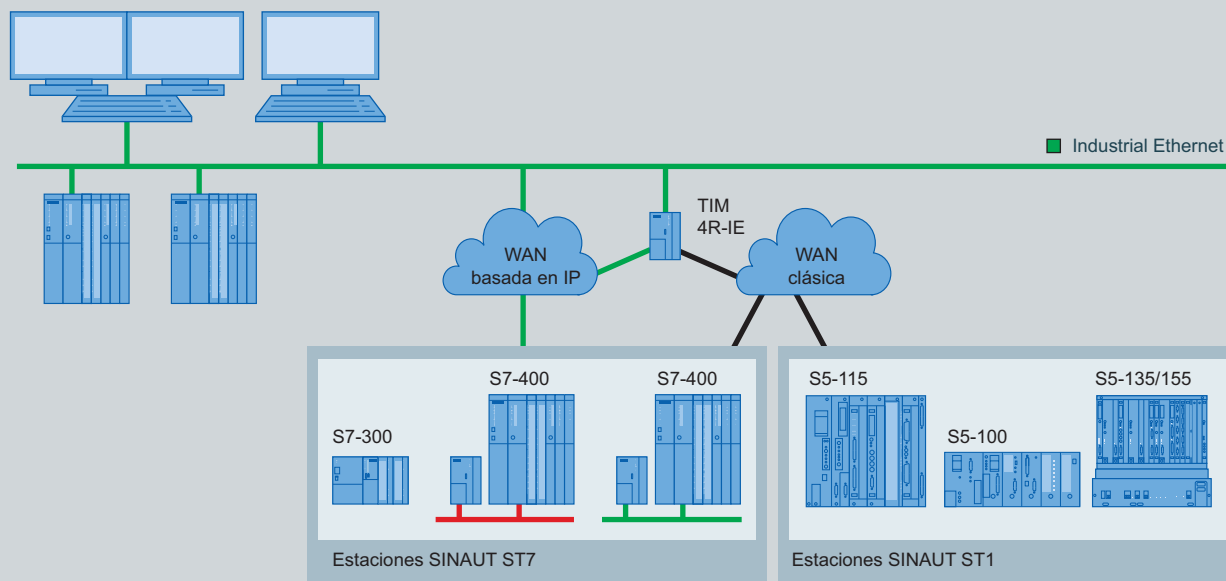 Industrial Ethernet
TIM
4R-IE
WAN
basada en IP
WAN
clásica
S7-300
S7-400
S7-400
Estaciones SINAUT ST7
S5-115
S5-100
S5-135/155
Estaciones SINAUT ST1